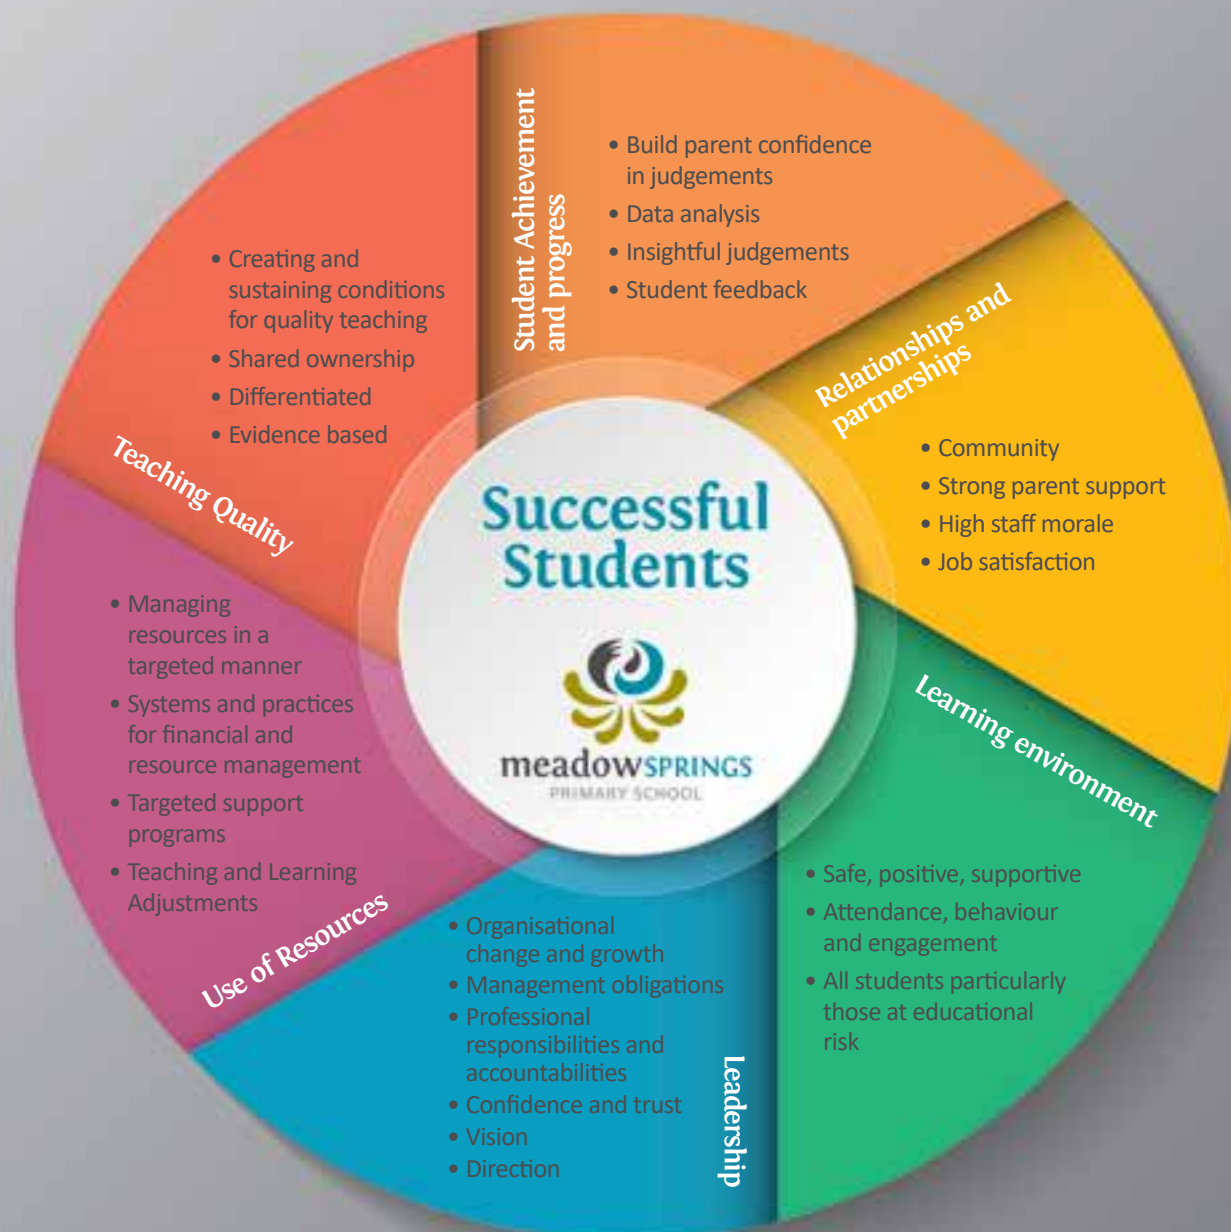 Student Achievement
and progress
• Build parent confidence
in judgements
• Data analysis
• Insightful judgements
• Student feedback
Relationships and
partnerships
• Community
• Strong parent support
• High staff morale
• Job satisfaction
Learning environment
• Safe, positive, supportive
• Attendance, behaviour
and engagement
• All students particularly
those at educational
risk
Leadership
• Organisational
change and growth
• Management obligations
• Professional
responsibilities and
accountabilities
• Confidence and trust
• Vision
• Direction
Use of Resources
• Managing
resources in a
targeted manner
• Systems and practices
for financial and
resource management
• Targeted support
programs
• Teaching and Learning
Adjustments
Teaching Quality
• Creating and
sustaining conditions
for quality teaching
• Shared ownership
• Differentiated
• Evidence based
Successful
Students
meadowSPRINGS
PRIMARY SCHOOL